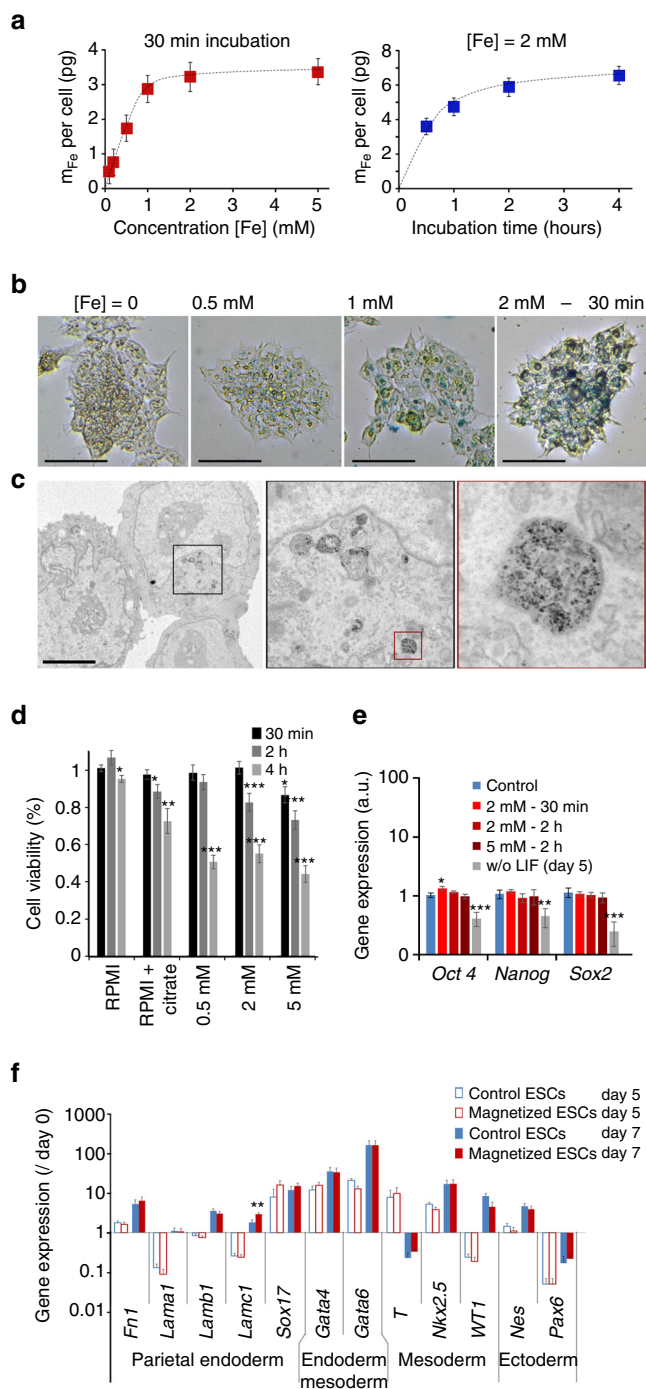 a
30 min incubation
[Fe] = 2 mM
m_Fe per cell (pg)
4
3
2
1
0
0 1 2 3 4 5
Concentration [Fe] (mM)
m_Fe per cell (pg)
8
6
4
2
0
0 1 2 3 4
Incubation time (hours)
b
[Fe] = 0 0.5 mM 1 mM 2 mM – 30 min
c
d
Cell viability (%)
1
0.8
0.6
0.4
0.2
0
30 min
2 h
4 h
* * ** *** *** *** * ** ***
RPMI
RPMI + citrate
0.5 mM
2 mM
5 mM
e
Gene expression (a.u.)
100
10
1
0
Control
2 mM - 30 min
2 mM - 2 h
5 mM - 2 h
w/o LIF (day 5)
* *** ** ***
Oct 4 Nanog Sox2
f
Gene expression (/ day 0)
1000
100
10
1
0.1
0.01
Control ESCs day 5
Magnetized ESCs day 5
Control ESCs day 7
Magnetized ESCs day 7
**
Fn1
Lama1
Lamb1
Lamc1
Sox17
Gata4
Gata6
T
Nkx2.5
WT1
Nes
Pax6
Parietal endoderm
Endoderm
mesoderm
Mesoderm
Ectoderm